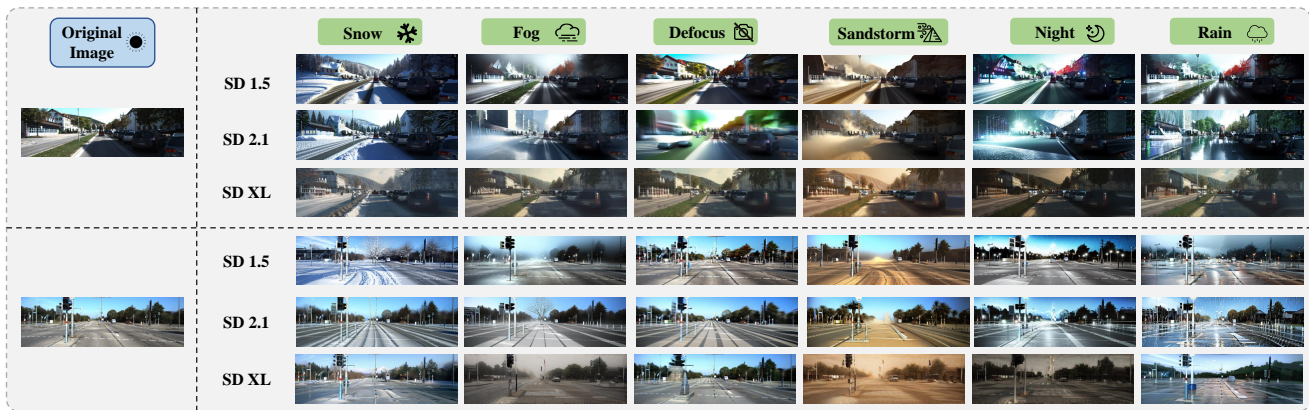 Original
Image
Snow
Fog
Defocus
Sandstorm
Night
Rain
SD 1.5
SD 2.1
SD XL
SD 1.5
SD 2.1
SD XL